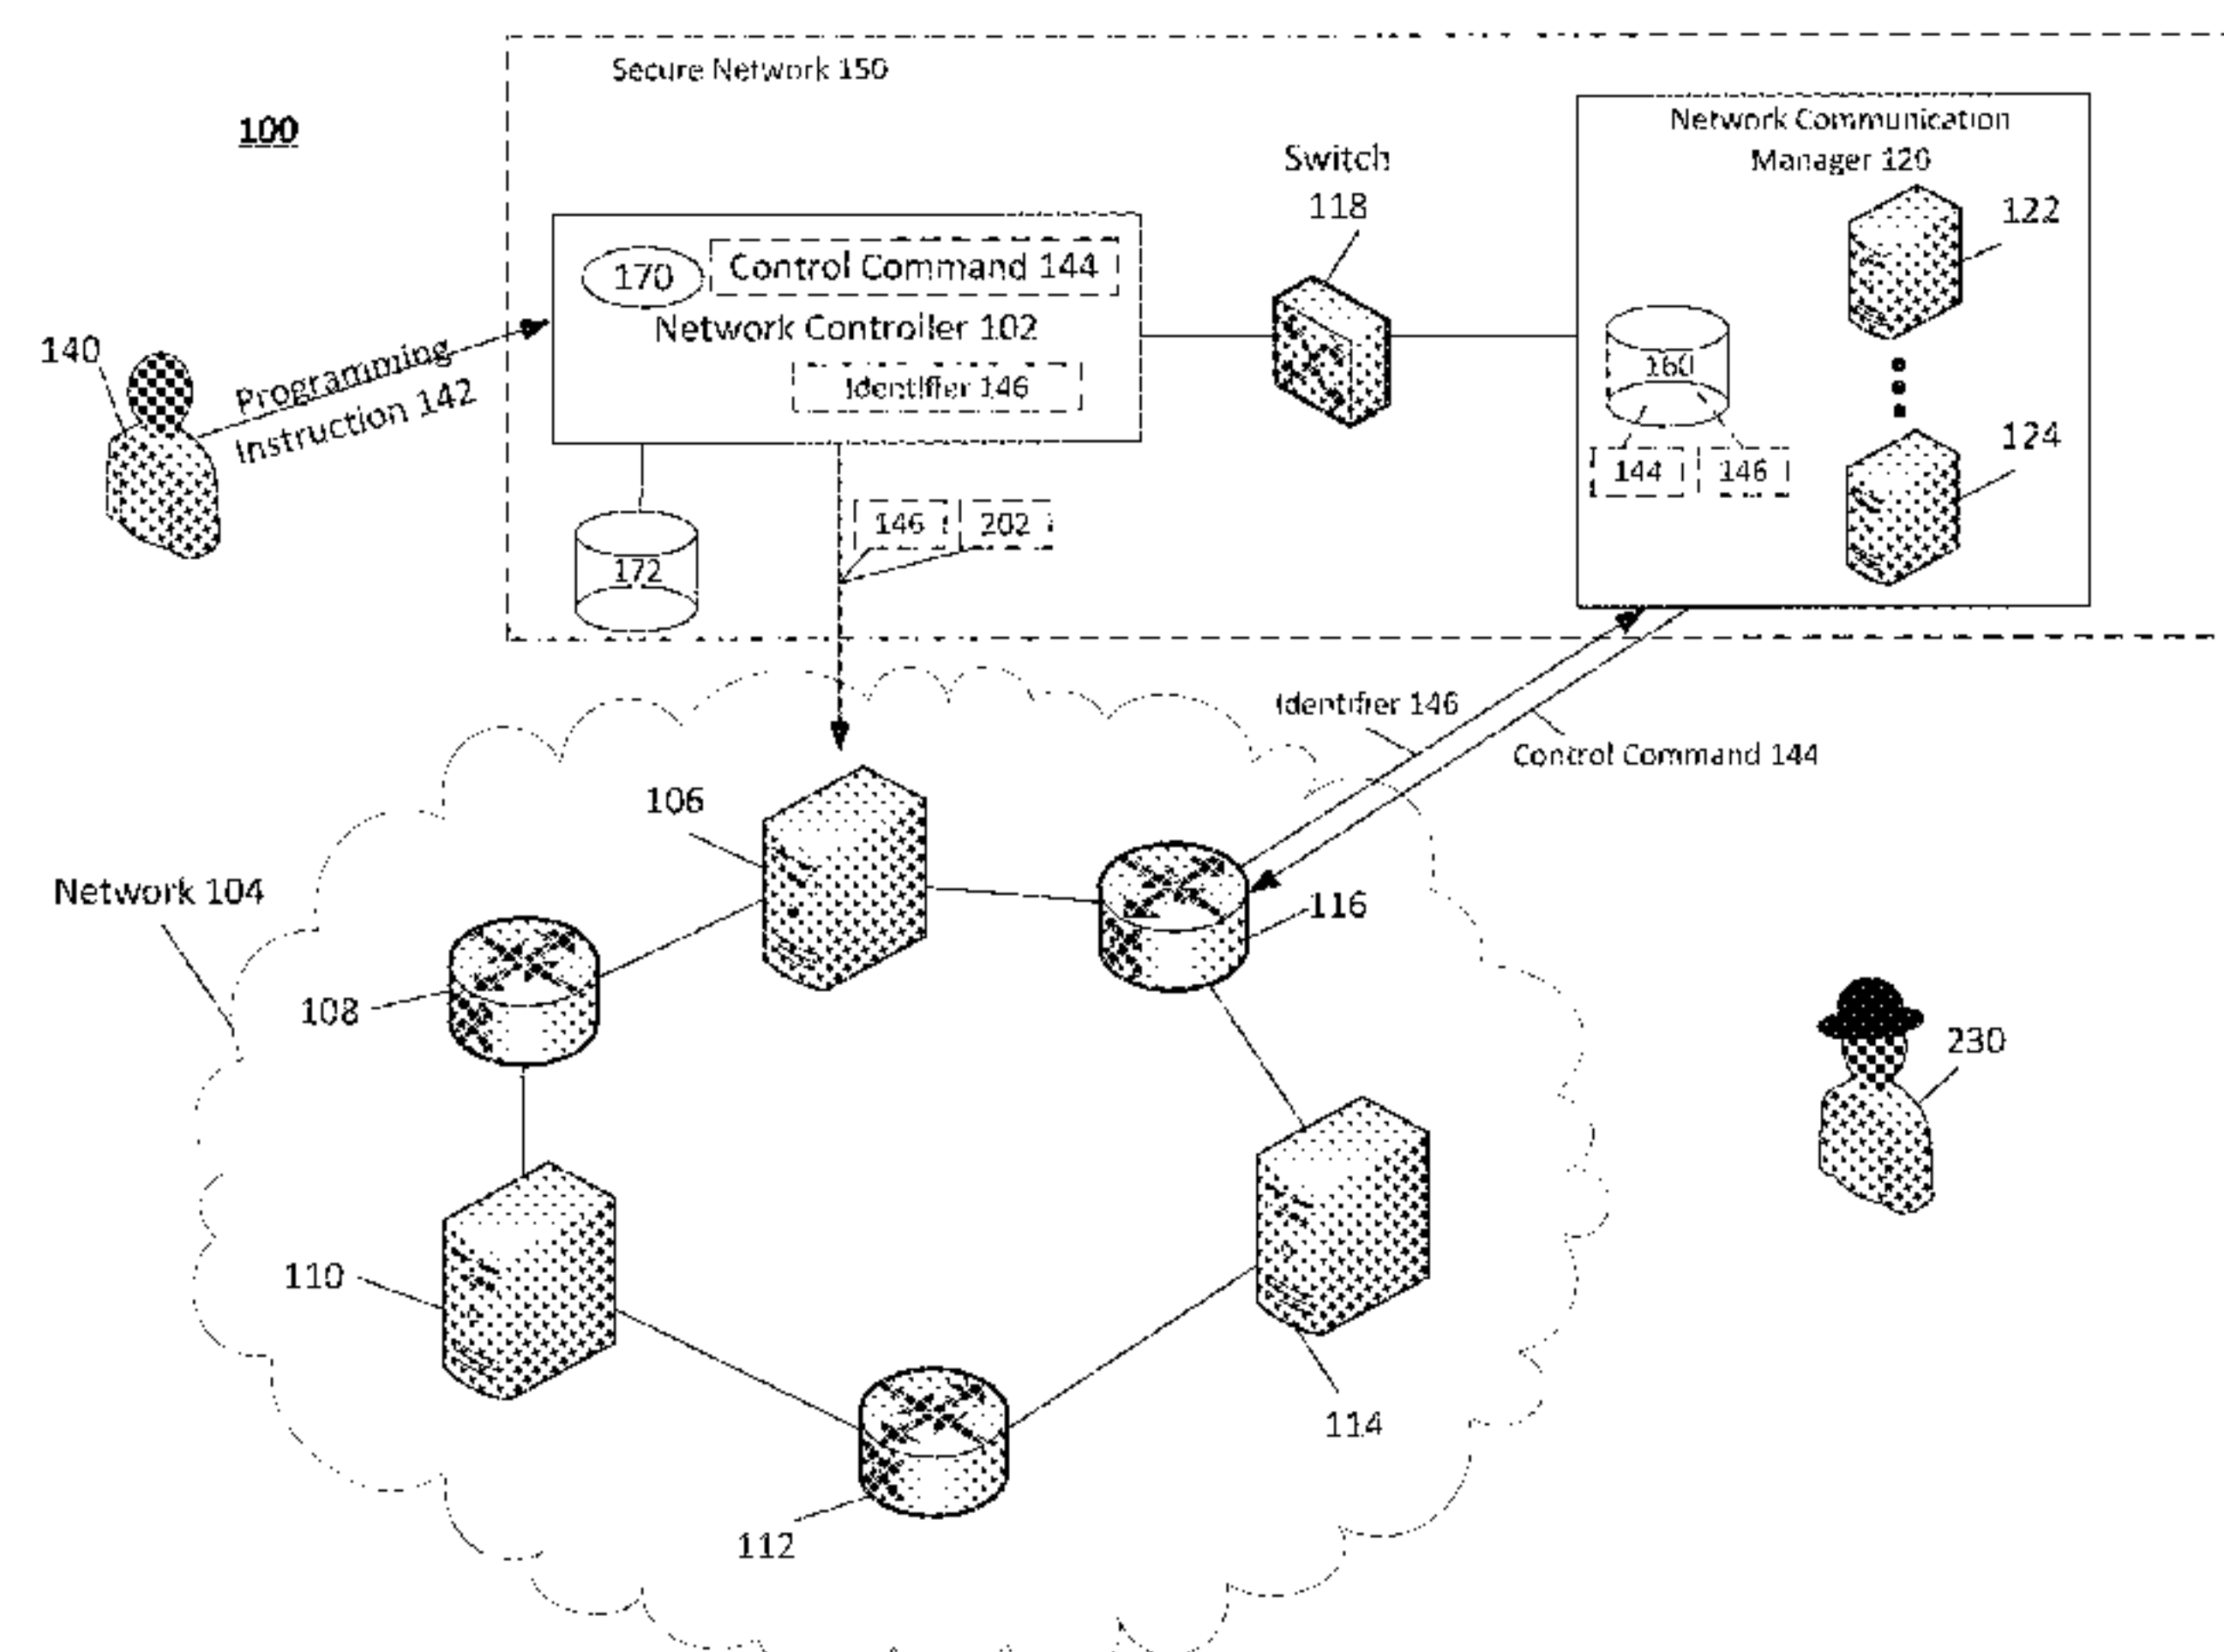 Secure Network 150
100
Network Communication
Manager 120
Switch
118
122
170
Control Command 144
Network Controller 102
Identifier 146
140
Programming
Instruction 142
160
144
146
124
146
202
172
Identifier 146
Control Command 144
106
Network 104
116
108
230
110
114
112